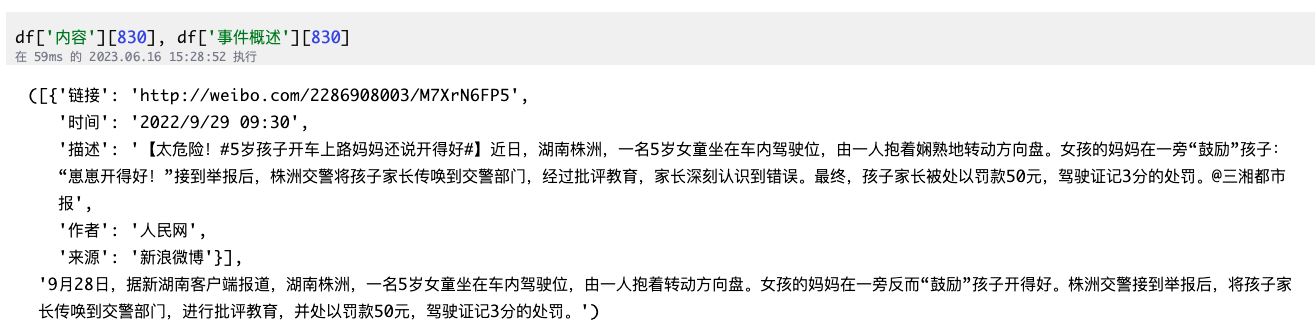 df['内容'][830], df['事件概述'][830]
在 59ms 的 2023.06.16 15:28:52 执行
([{'链接': 'http://weibo.com/2286908003/M7XrN6FP5',
'时间': '2022/9/29 09:30',
'描述': '【太危险！#5岁孩子开车上路妈妈还说开得好#】近日，湖南株洲，一名5岁女童坐在车内驾驶位，由一人抱着娴熟地转动方向盘。女孩的妈妈在一旁“鼓励”孩子：
“崽崽开得好！”接到举报后，株洲交警将孩子家长传唤到交警部门，经过批评教育，家长深刻认识到错误。最终，孩子家长被处以罚款50元，驾驶证记3分的处罚。@三湘都市
报',
'作者': '人民网',
'来源': '新浪微博'}],
'9月28日，据新湖南客户端报道，湖南株洲，一名5岁女童坐在车内驾驶位，由一人抱着转动方向盘。女孩的妈妈在一旁反而“鼓励”孩子开得好。株洲交警接到举报后，将孩子家
长传唤到交警部门，进行批评教育，并处以罚款50元，驾驶证记3分的处罚。')